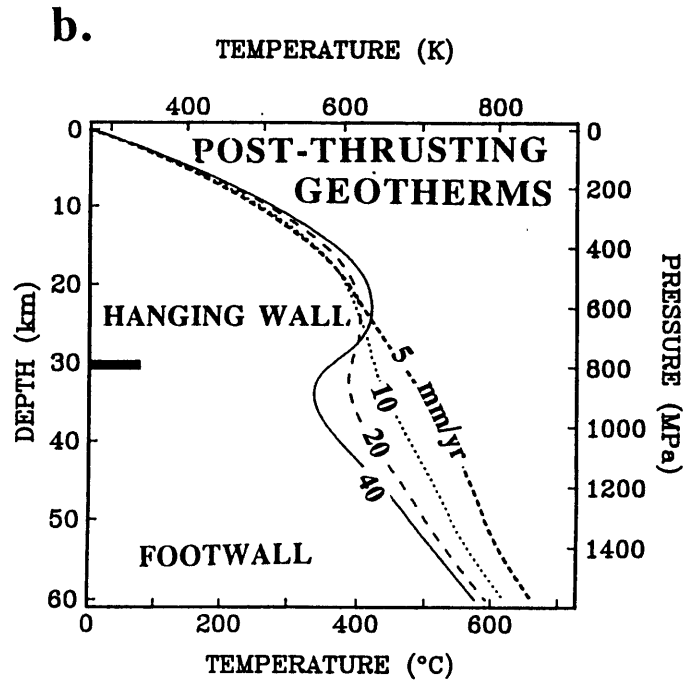 b.
TEMPERATURE (K)
400 600 800
POST-THRUSTING
GEOTHERMS
0
10
20
30
40
50
60
DEPTH (km)
HANGING WALL
FOOTWALL
5 mm/yr
10
20
40
0
200
400
600
800
1000
1200
1400
PRESSURE (MPa)
0 200 400 600
TEMPERATURE (°C)